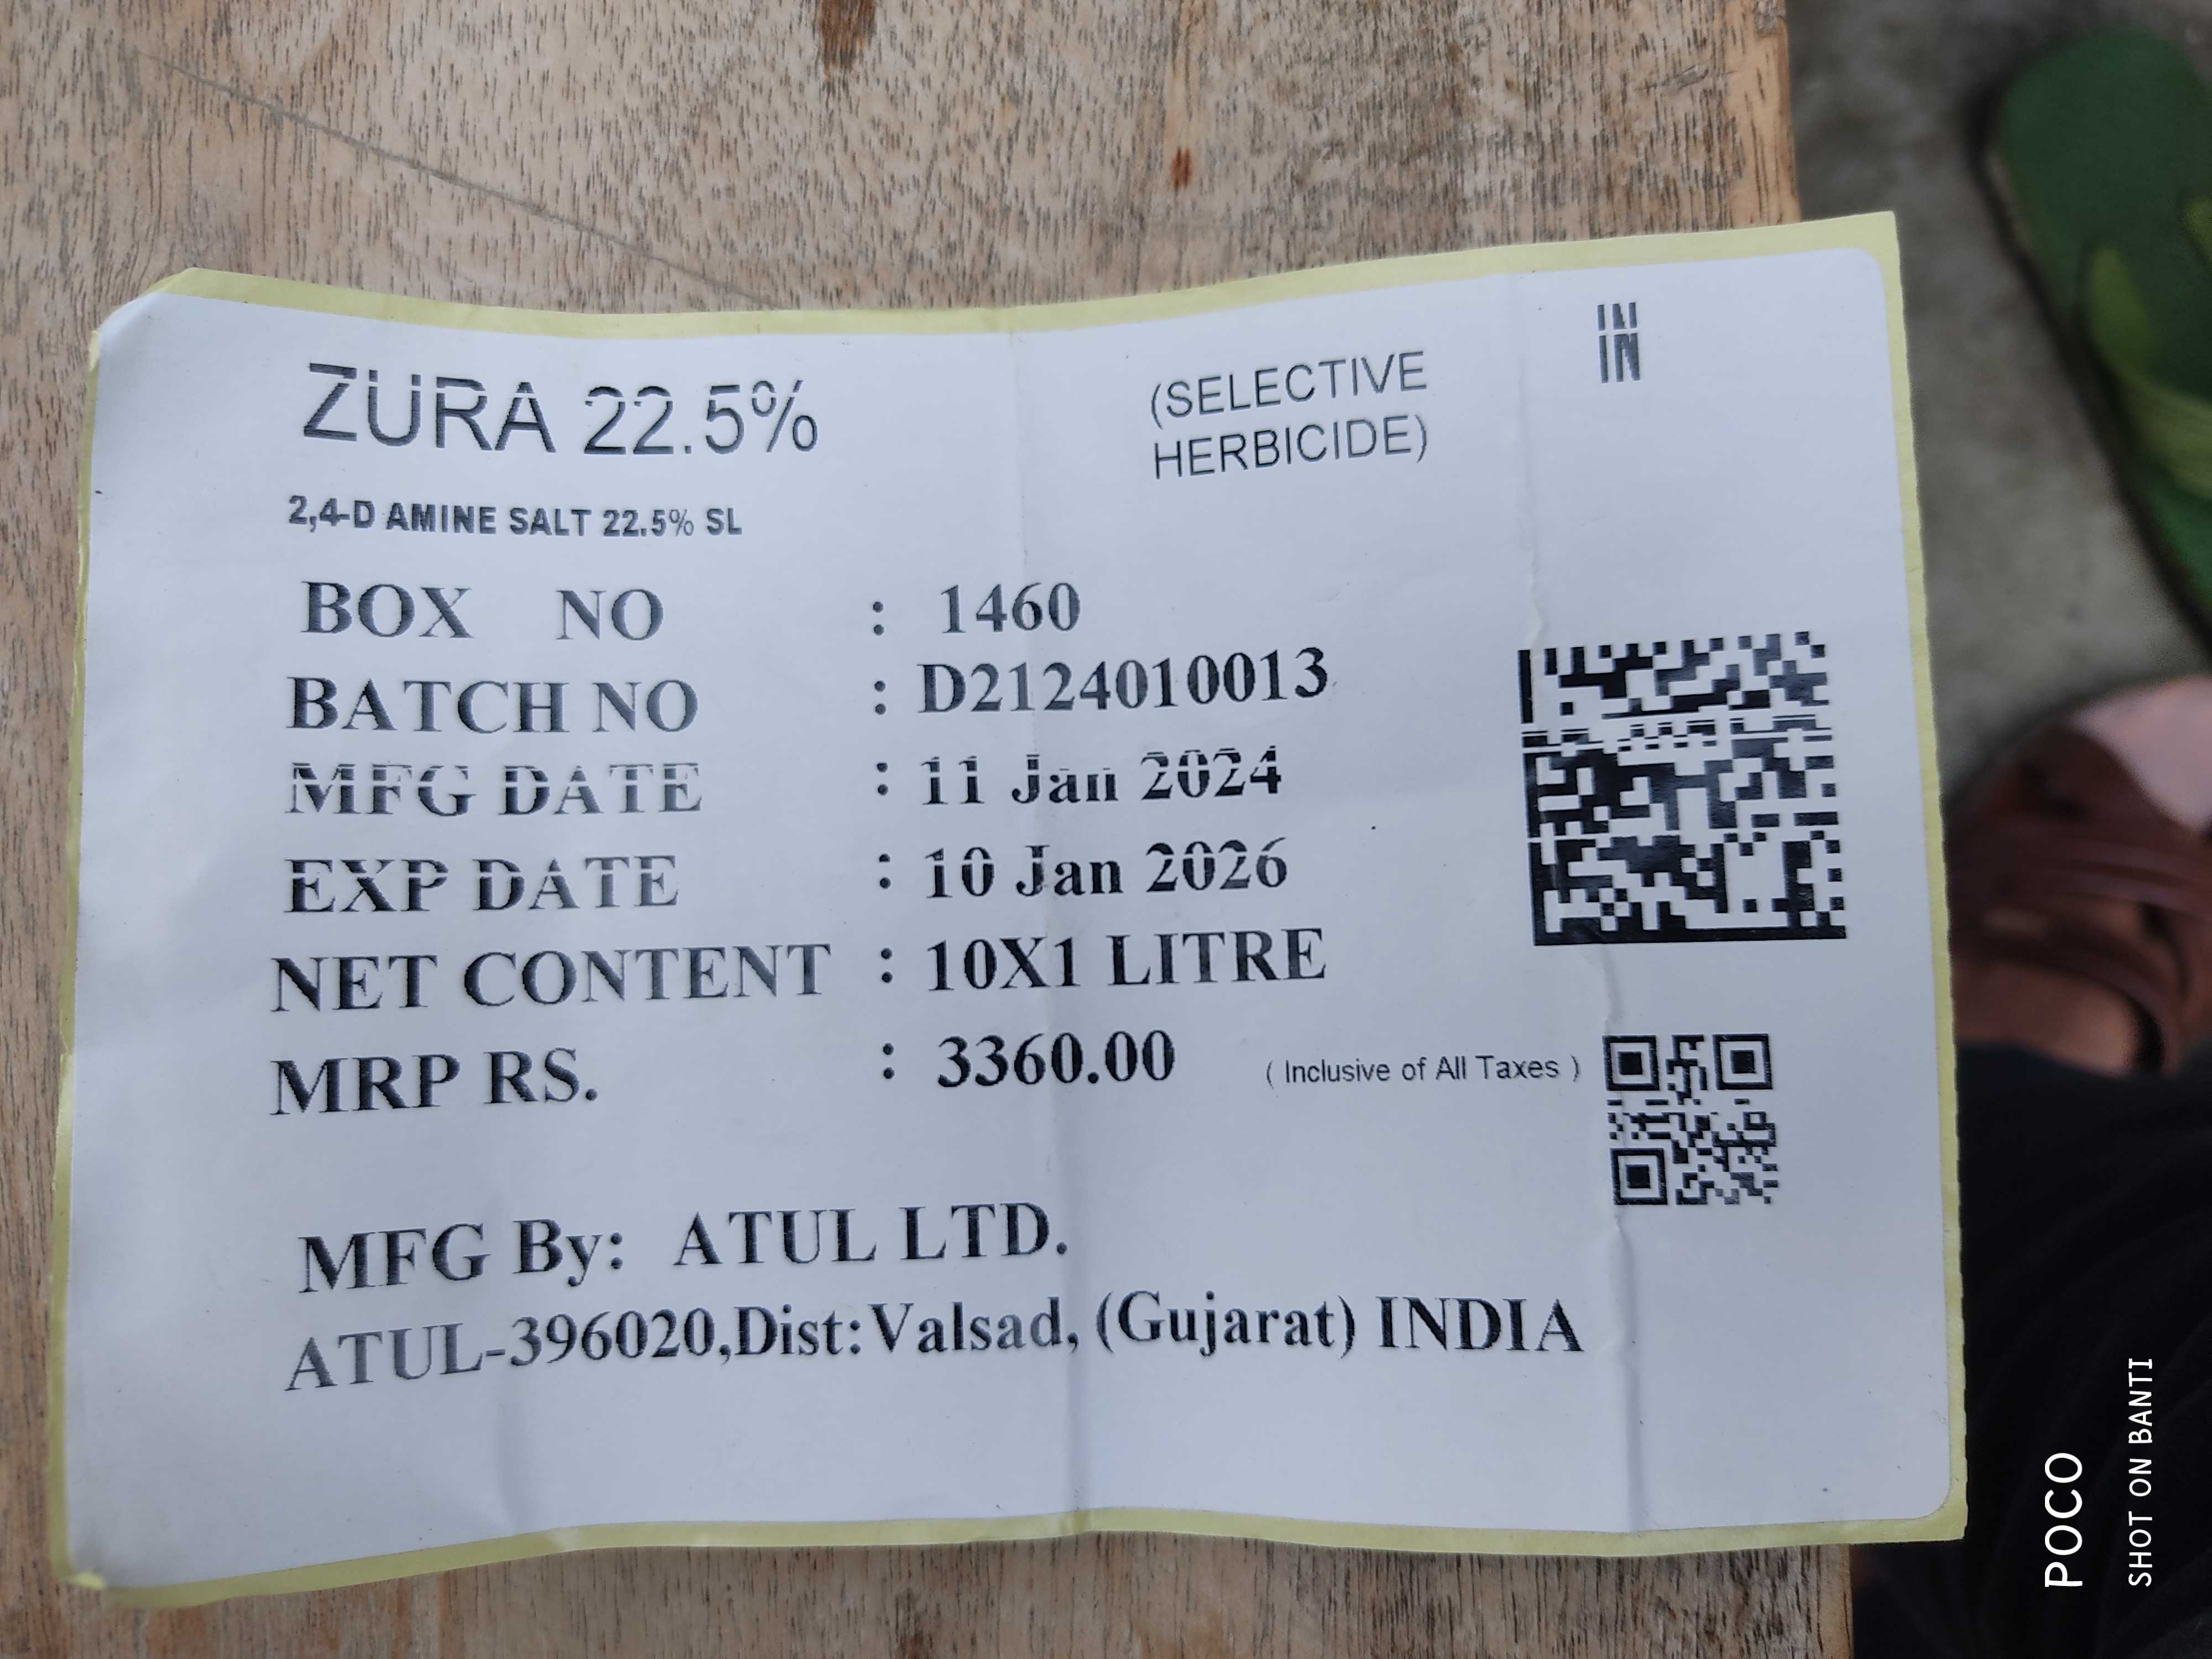 ZURA 22.5%
(SELECTIVE
HERBICIDE)
IN
2,4-D AMINE SALT 22.5% SL
BOX NO : 1460
BATCH NO : D2124010013
MFG DATE : 11 Jan 2024
EXP DATE : 10 Jan 2026
NET CONTENT : 10X1 LITRE
MRP RS. : 3360.00 ( Inclusive of All Taxes )
MFG By: ATUL LTD.
ATUL-396020,Dist:Valsad, (Gujarat) INDIA
POCO
SHOT ON BANTI